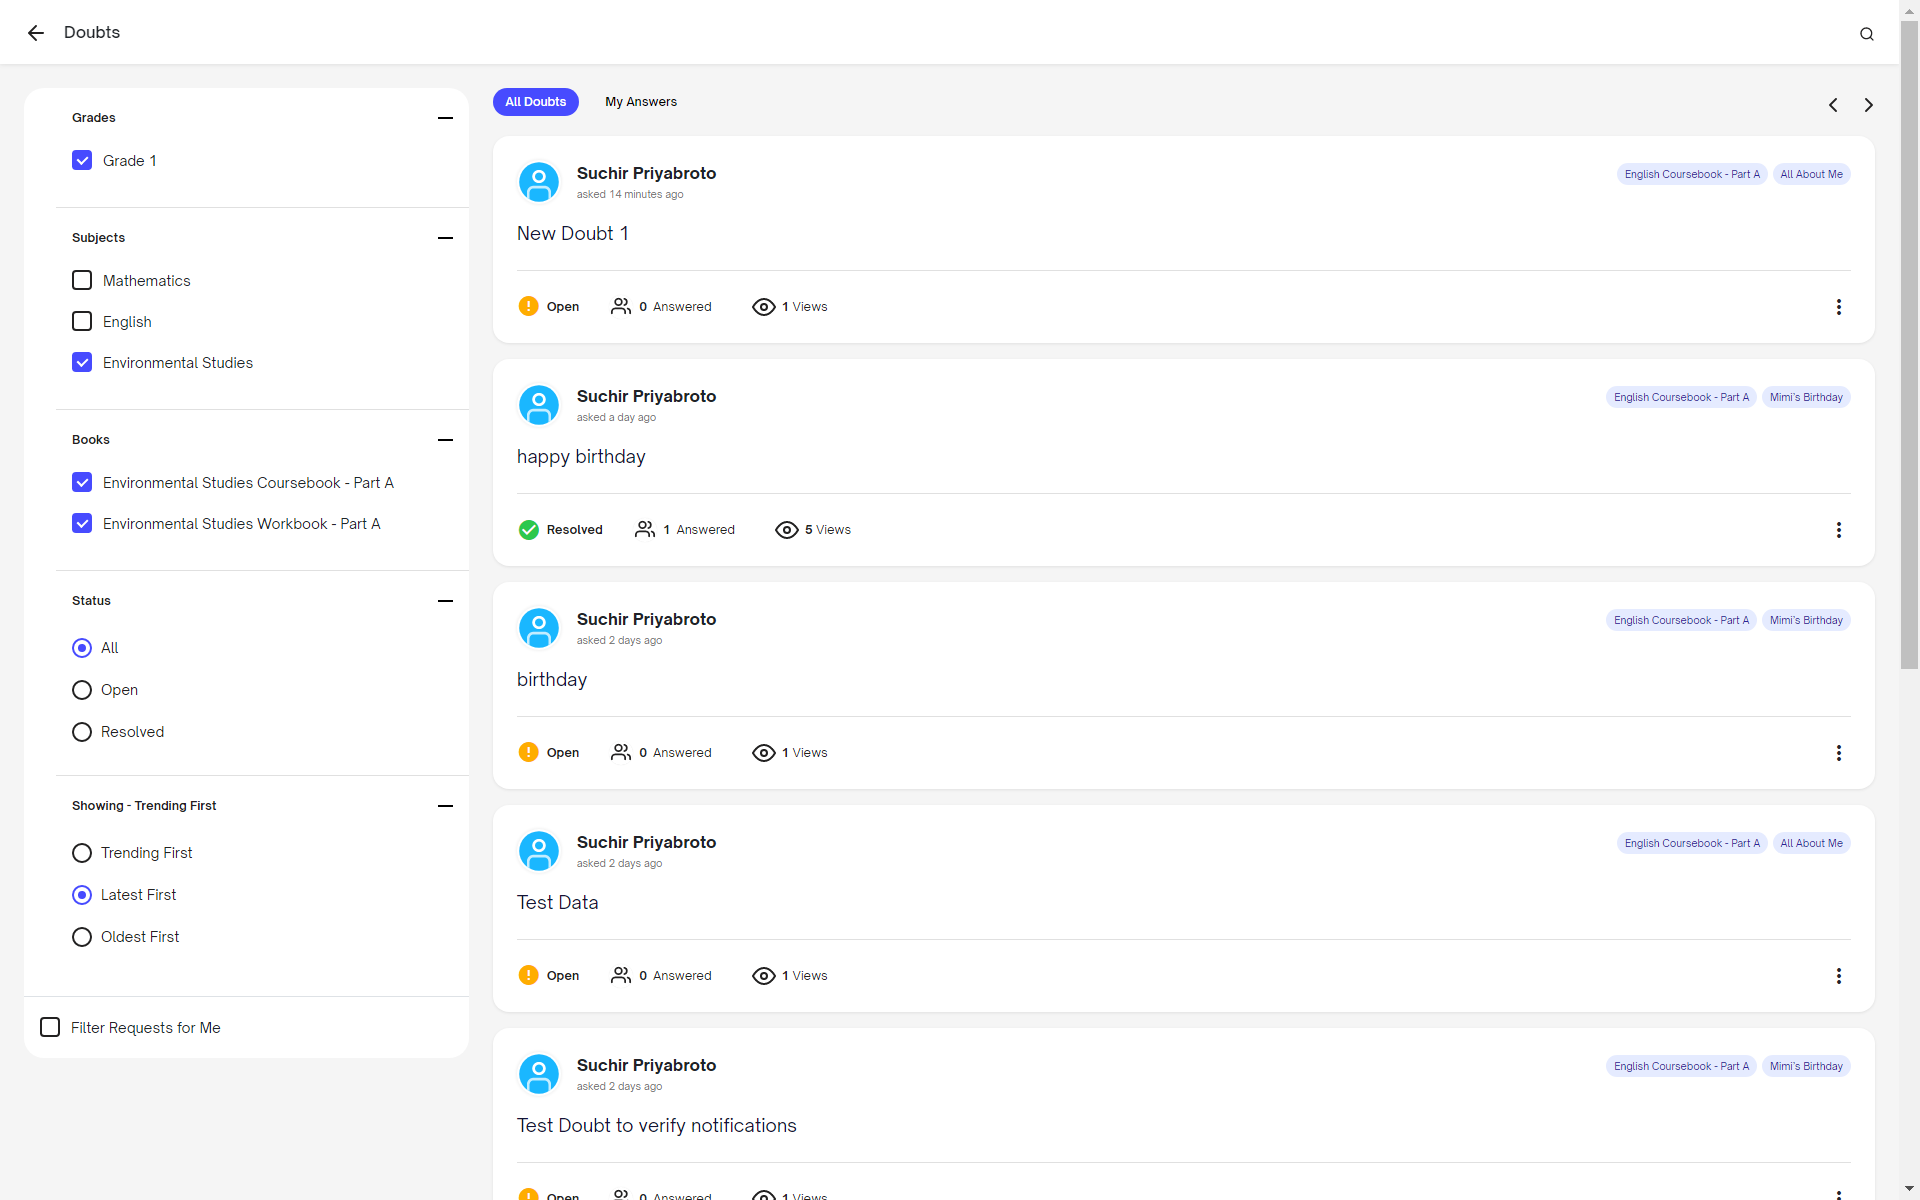 Doubts
Grades
Grade 1
Subjects
Mathematics
English
Environmental Studies
Books
Environmental Studies Coursebook - Part A
Environmental Studies Workbook - Part A
Status
All
Open
Resolved
Showing - Trending First
Trending First
Latest First
Oldest First
Filter Requests for Me
All Doubts My Answers
Suchir Priyabroto English Coursebook - Part A All About Me
asked 14 minutes ago
New Doubt 1
Open 0 Answered 1 Views
Suchir Priyabroto English Coursebook - Part A Mimi's Birthday
asked a day ago
happy birthday
Resolved 1 Answered 5 Views
Suchir Priyabroto English Coursebook - Part A Mimi's Birthday
asked 2 days ago
birthday
Open 0 Answered 1 Views
Suchir Priyabroto English Coursebook - Part A All About Me
asked 2 days ago
Test Data
Open 0 Answered 1 Views
Suchir Priyabroto English Coursebook - Part A Mimi's Birthday
asked 2 days ago
Test Doubt to verify notifications
Open 0 Answered 1 Views